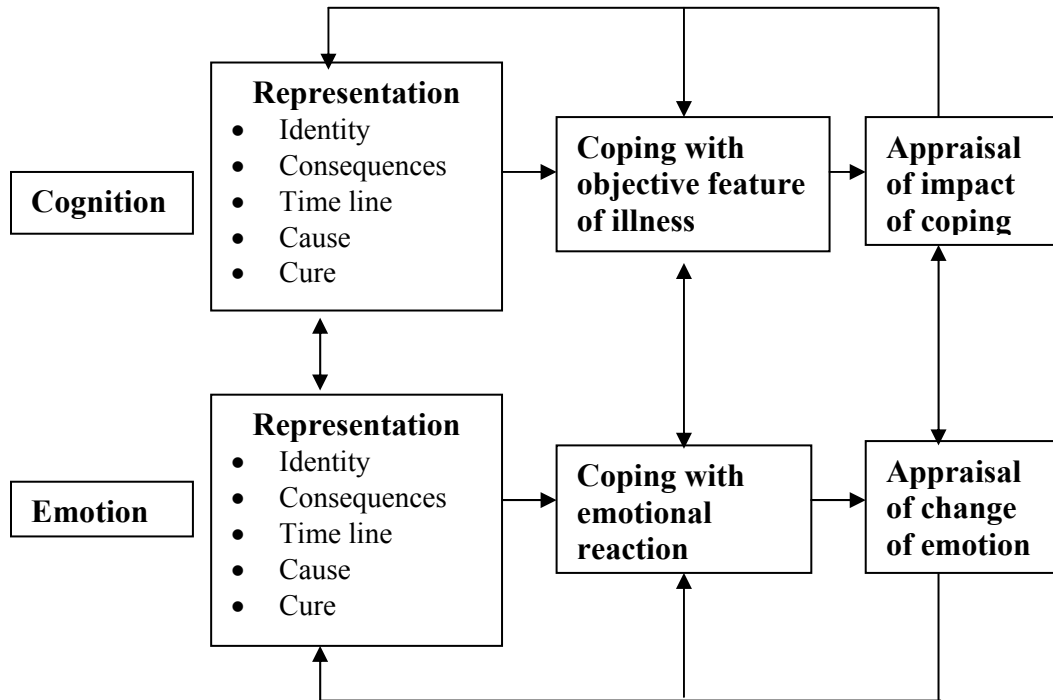 Representation
• Identity
• Consequences
• Time line
• Cause
• Cure
Cognition
Coping with
objective feature
of illness
Appraisal
of impact
of coping
Representation
• Identity
• Consequences
• Time line
• Cause
• Cure
Emotion
Coping with
emotional
reaction
Appraisal
of change
of emotion